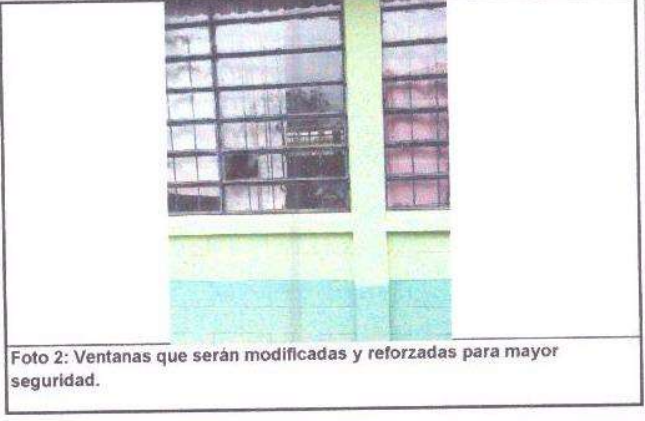 Foto 2: Ventanas que serán modificadas y reforzadas para mayor
seguridad.